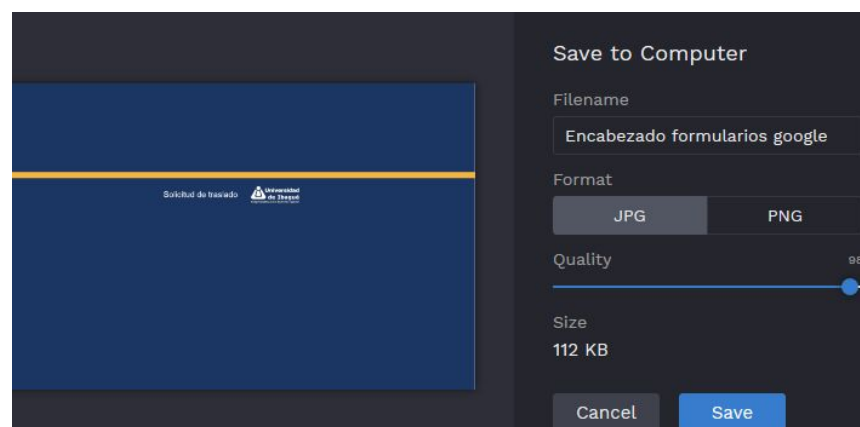 Save to Computer
Filename
Encabezado formularios google
Format
JPG PNG
Quality 98
Size
112 KB
Cancel Save
Solicitud de traslado
Universidad
de Ibagué